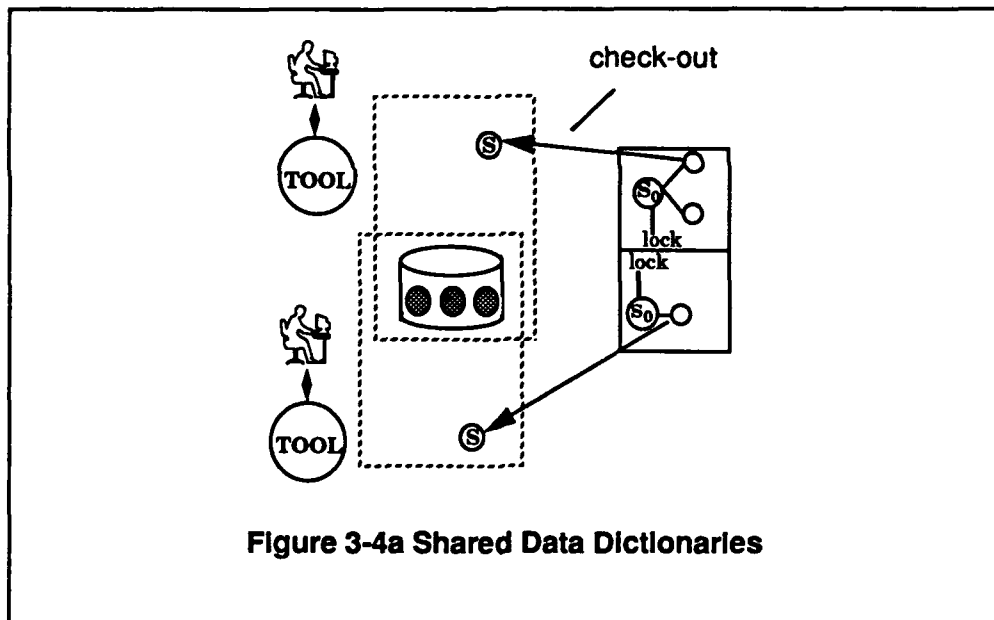 check-out
S
TOOL
S₀
lock
lock
S₀
TOOL
S
Figure 3-4a Shared Data Dictionaries